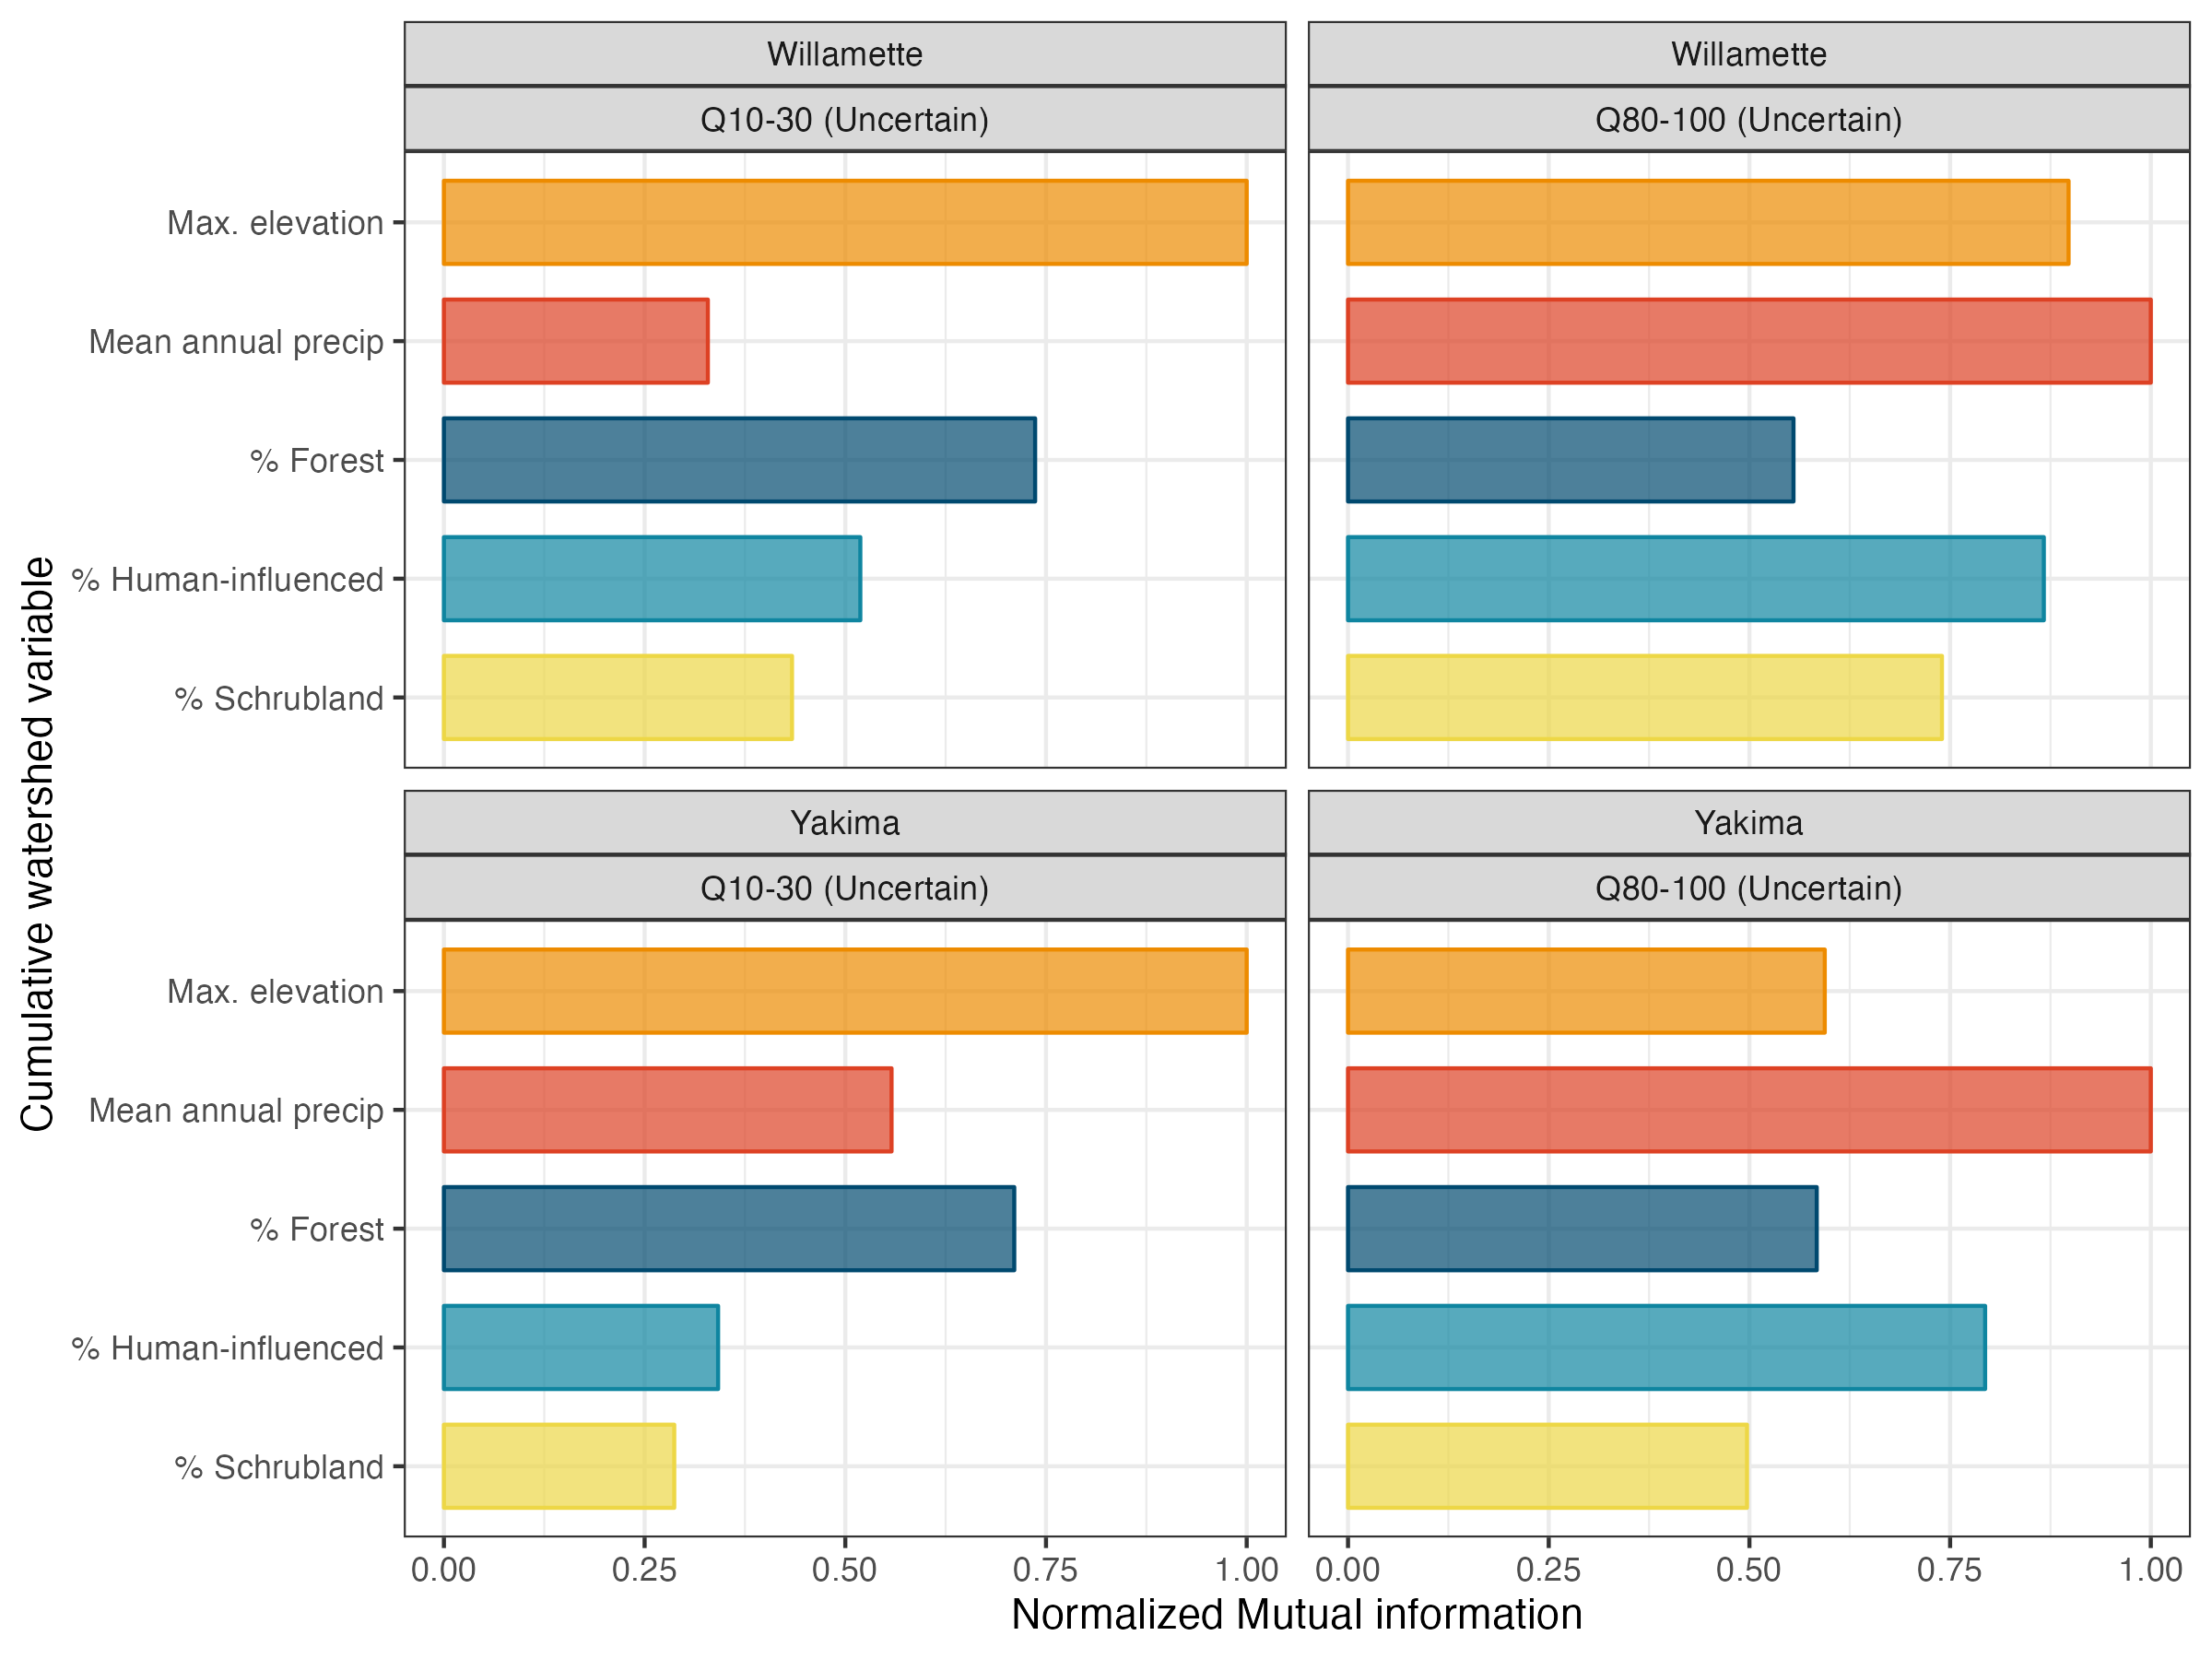 Willamette
Willamette
Q10-30 (Uncertain)
Q80-100 (Uncertain)
Max. elevation
Mean annual precip
% Forest
% Human-influenced
% Schrubland
Cumulative watershed variable
Yakima
Yakima
Q10-30 (Uncertain)
Q80-100 (Uncertain)
Max. elevation
Mean annual precip
% Forest
% Human-influenced
% Schrubland
0.00 0.25 0.50 0.75 1.00
0.00 0.25 0.50 0.75 1.00
Normalized Mutual information